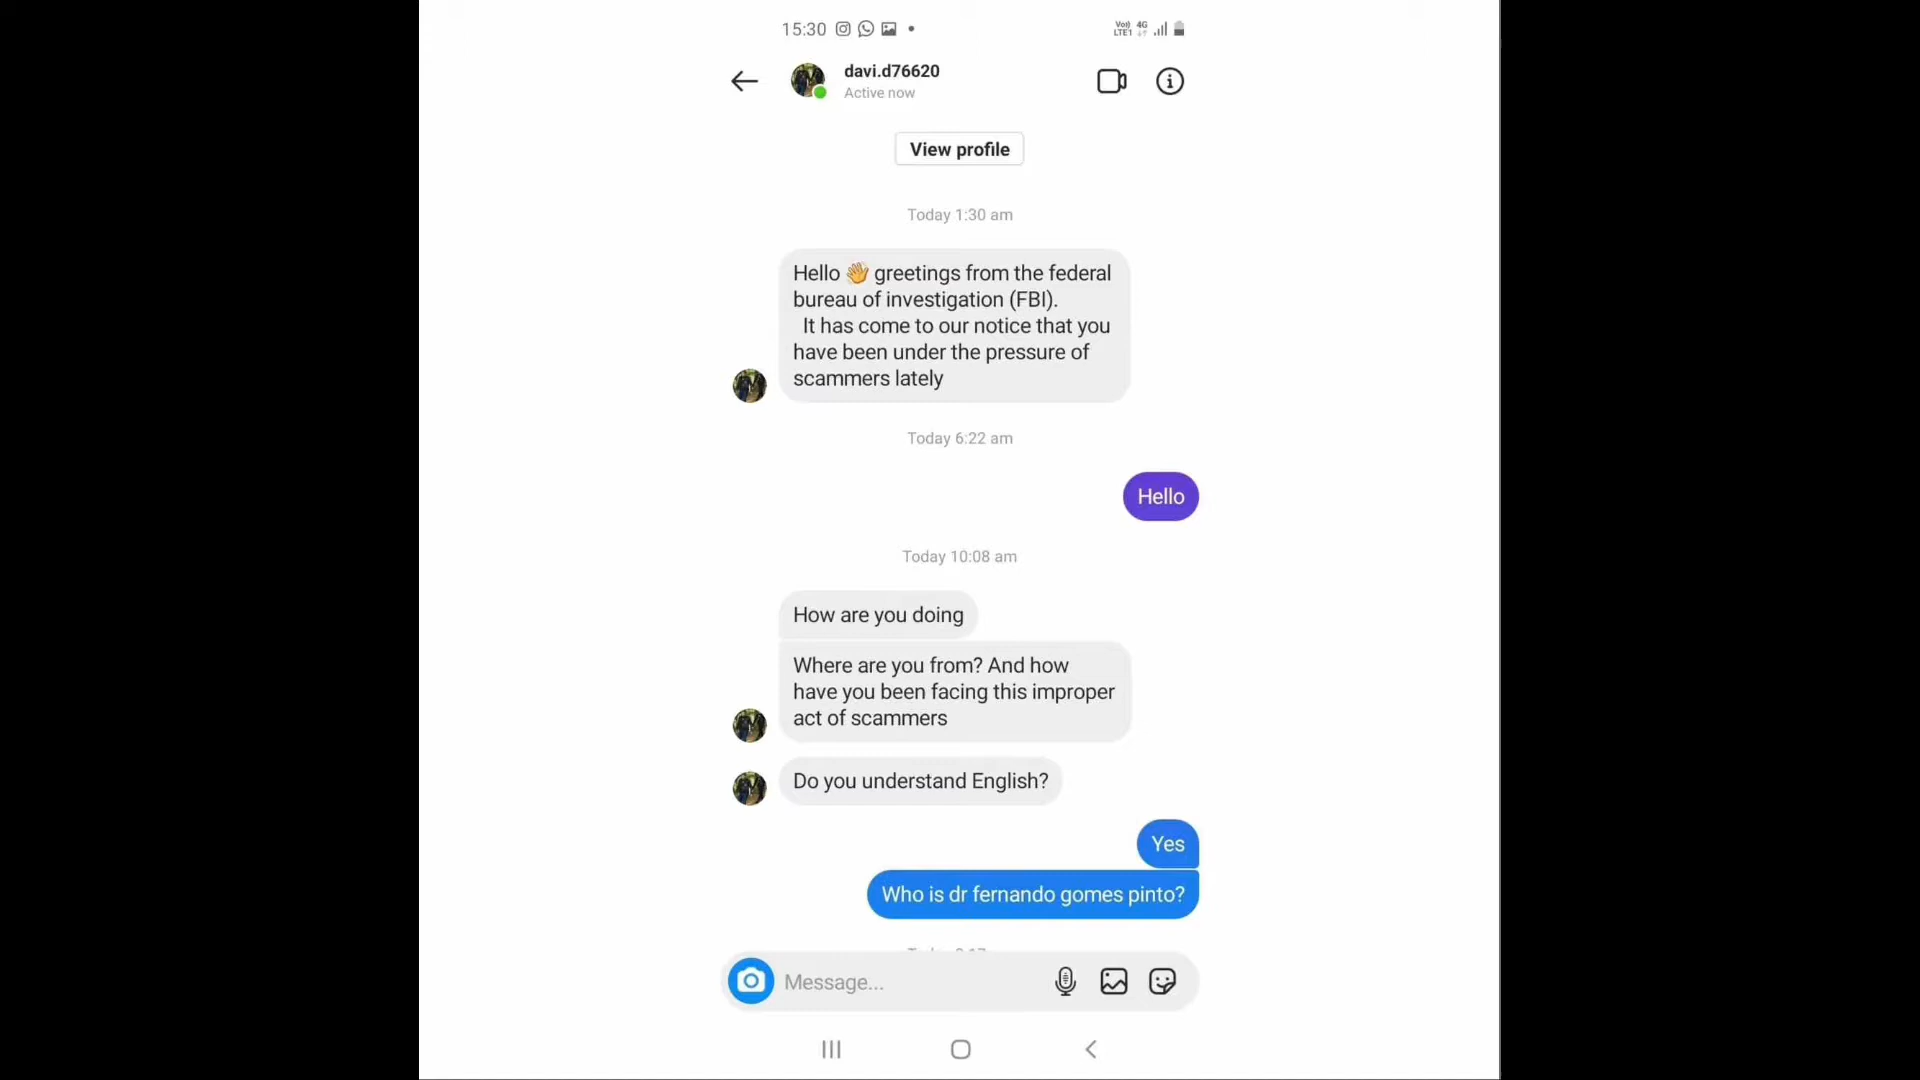 15:30
Vo)) 4G
LTE1
davi.d76620
Active now
View profile
Today 1:30 am
Hello 👋 greetings from the federal
bureau of investigation (FBI).
It has come to our notice that you
have been under the pressure of
scammers lately
Today 6:22 am
Hello
Today 10:08 am
How are you doing
Where are you from? And how
have you been facing this improper
act of scammers
Do you understand English?
Yes
Who is dr fernando gomes pinto?
Message...